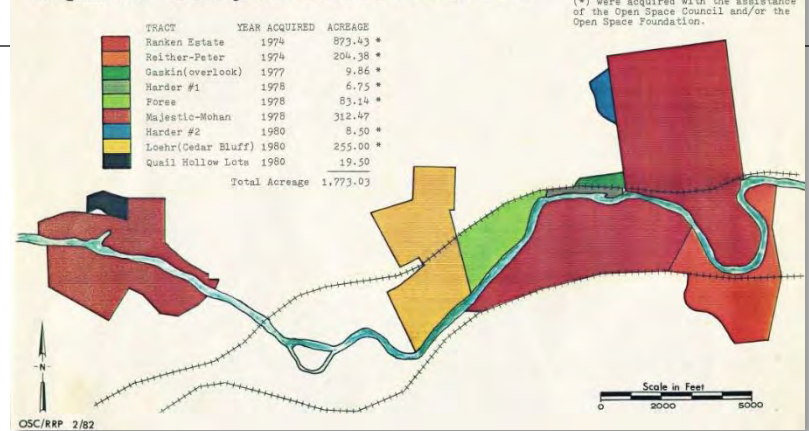 (*) were acquired with the assistance
of the Open Space Council and/or the
Open Space Foundation.
TRACT YEAR ACQUIRED ACREAGE
Ranken Estate 1974 873.43 *
Reither-Peter 1974 204.38 *
Gaskin(overlook) 1977 9.86 *
Harder #1 1978 6.75 *
Foree 1978 83.14 *
Majestic-Mohan 1978 312.47
Harder #2 1980 8.50 *
Loehr(Cedar Bluff) 1980 255.00 *
Quail Hollow Lots 1980 19.50
Total Acreage 1,773.03
-N-
Scale in Feet
0 2000 5000
OSC/RRP 2/82